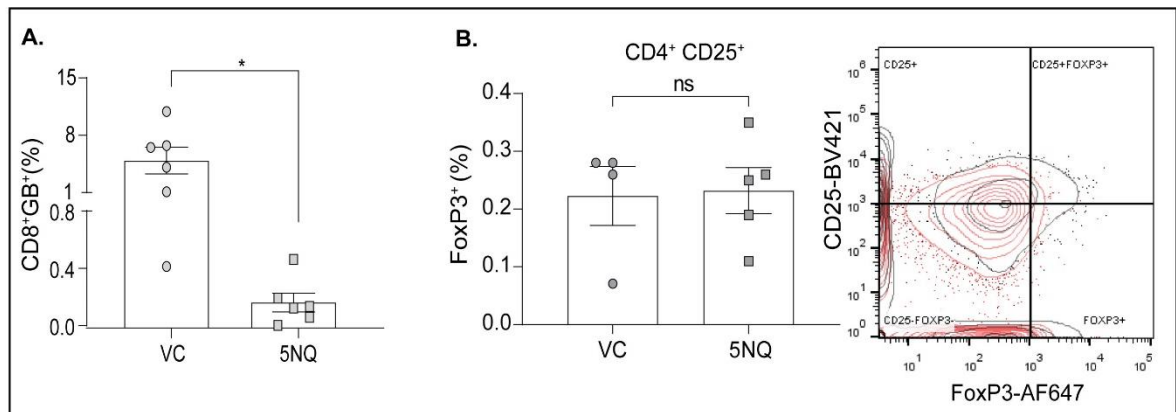 A.
*
15
8
1
0.8
0.4
0.0
CD8⁺GB⁺(%)
VC 5NQ
B.
CD4⁺ CD25⁺
ns
0.4
0.3
0.2
0.1
0.0
FoxP3⁺(%)
VC 5NQ
CD25+ CD25+FOXP3+
CD25-FOXP3- FOXP3+
10⁶
10⁵
10⁴
10³
10²
10¹
10⁰
CD25-BV421
10¹ 10² 10³ 10⁴ 10⁵
FoxP3-AF647